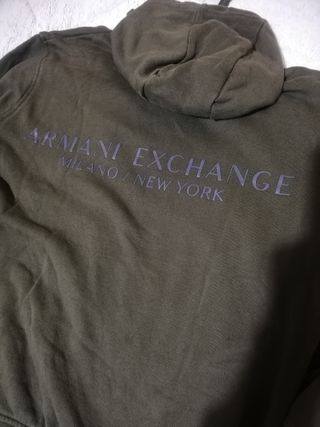 ARMANI EXCHANGE
MILANO / NEW YORK